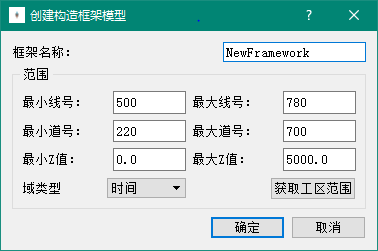 创建构造框架模型
框架名称： NewFramework
范围
最小线号： 500 最大线号： 780
最小道号： 220 最大道号： 700
最小Z值： 0.0 最大Z值： 5000.0
域类型 时间 获取工区范围
确定 取消